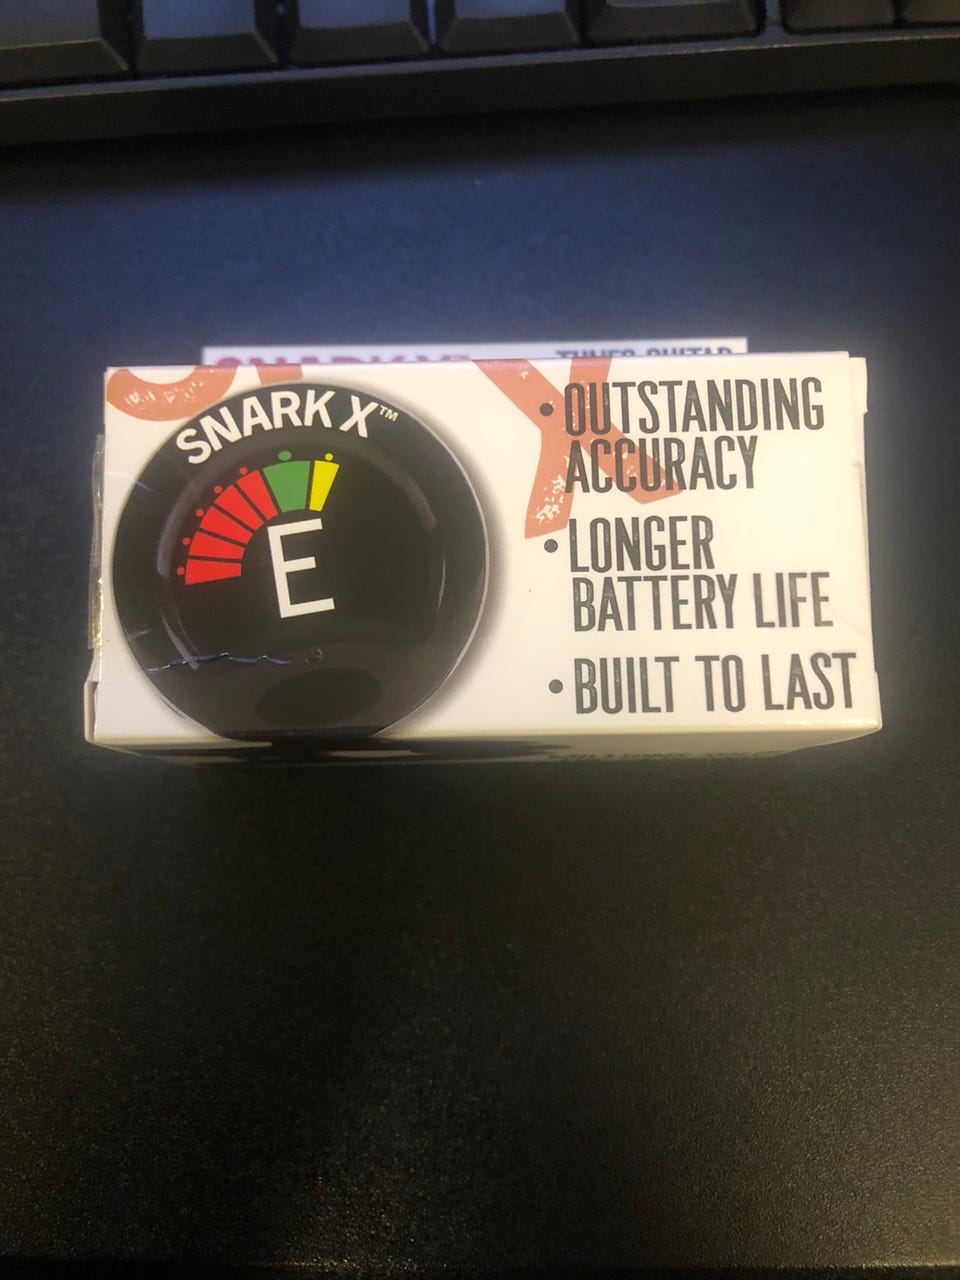 SNARK X™
E
• OUTSTANDING
ACCURACY
• LONGER
BATTERY LIFE
• BUILT TO LAST